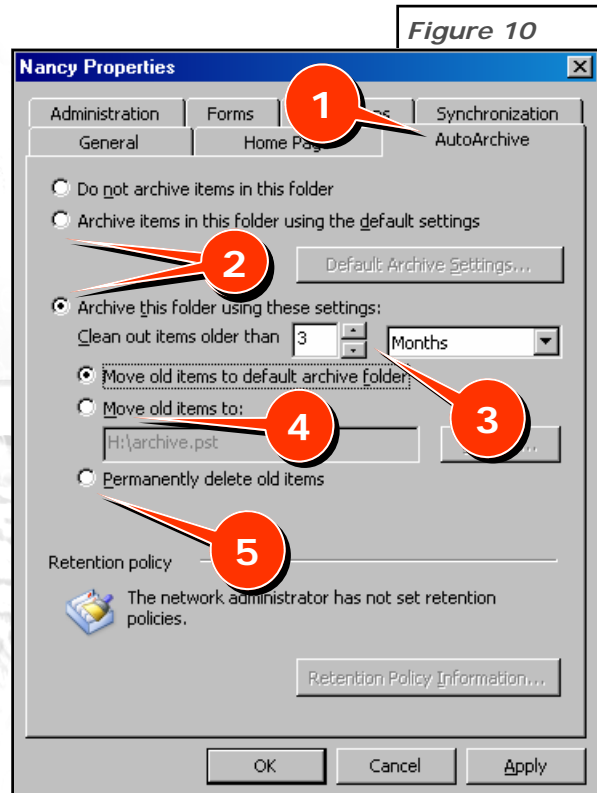 Figure 10
Nancy Properties
Administration Forms Synchronization
General Home AutoArchive
1
Do not archive items in this folder
Archive items in this folder using the default settings
2
Default Archive Settings...
Archive this folder using these settings:
Clean out items older than 3 Months
Move old items to default archive folder
Move old items to:
3
4
H:\archive.pst
Permanently delete old items
5
Retention policy
The network administrator has not set retention
policies.
Retention Policy Information...
OK Cancel Apply